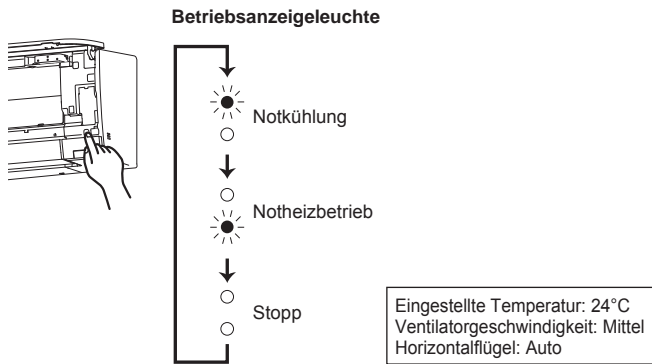 Betriebsanzeigeleuchte
Notkühlung
Notheizbetrieb
Stopp
Eingestellte Temperatur: 24°C
Ventilatorgeschwindigkeit: Mittel
Horizontalflügel: Auto